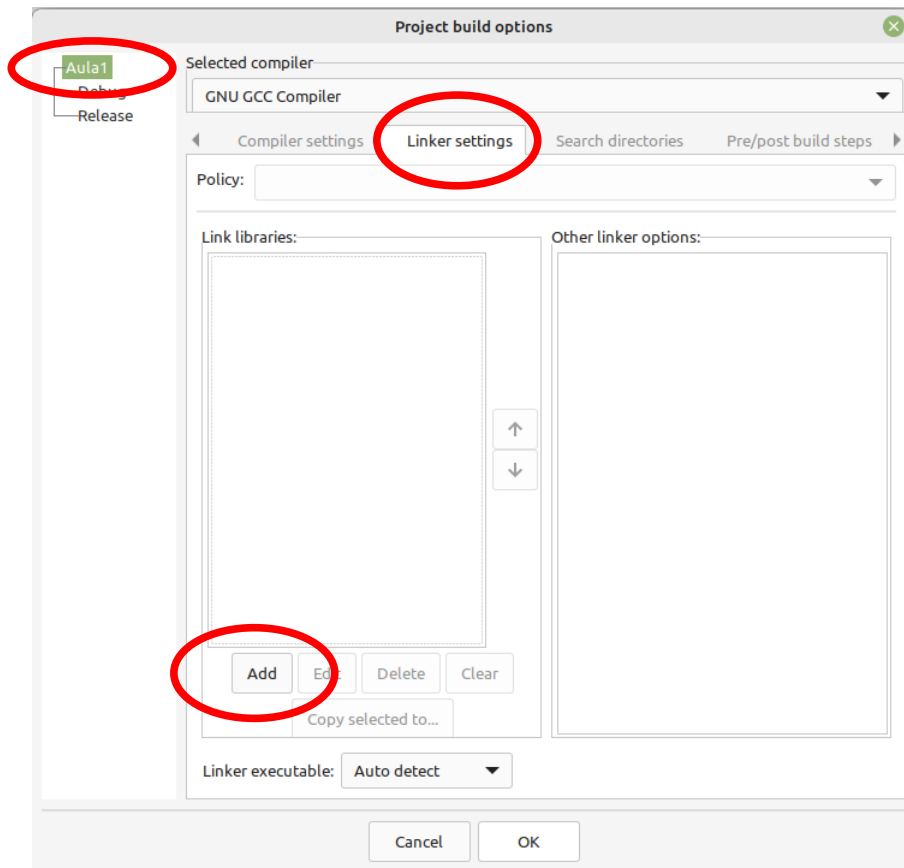 Project build options
Aula1
Debug
Release
Selected compiler
GNU GCC Compiler
Compiler settings Linker settings Search directories Pre/post build steps
Policy:
Link libraries:
Other linker options:
Add Edit Delete Clear
Copy selected to...
Linker executable: Auto detect
Cancel OK